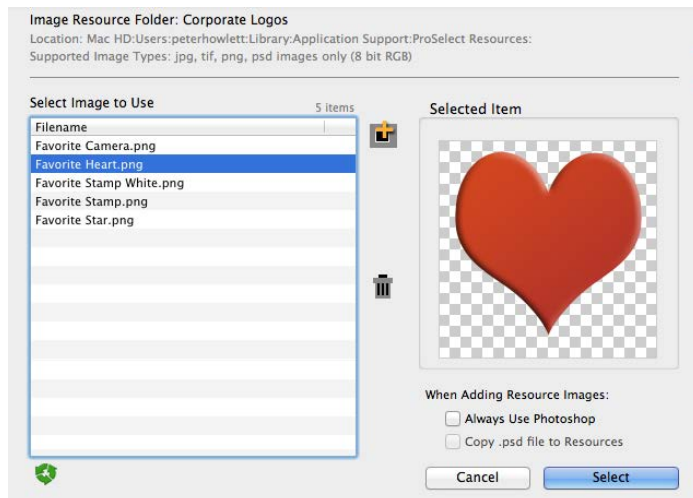 Image Resource Folder: Corporate Logos
Location: Mac HD:Users:peterhowlett:Library:Application Support:ProSelect Resources:
Supported Image Types: jpg, tif, png, psd images only (8 bit RGB)
Select Image to Use
5 items
Filename
Favorite Camera.png
Favorite Heart.png
Favorite Stamp White.png
Favorite Stamp.png
Favorite Star.png
Selected Item
When Adding Resource Images:
Always Use Photoshop
Copy .psd file to Resources
Cancel
Select